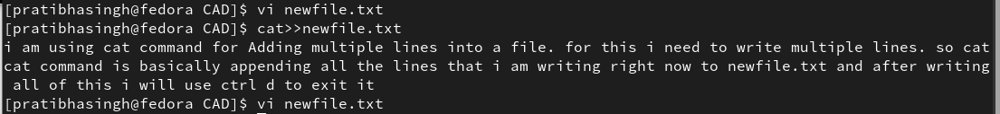 [pratibhasingh@fedora CAD]$ vi newfile.txt
[pratibhasingh@fedora CAD]$ cat>>newfile.txt
i am using cat command for Adding multiple lines into a file. for this i need to write multiple lines. so cat
cat command is basically appending all the lines that i am writing right now to newfile.txt and after writing
 all of this i will use ctrl d to exit it
[pratibhasingh@fedora CAD]$ vi newfile.txt